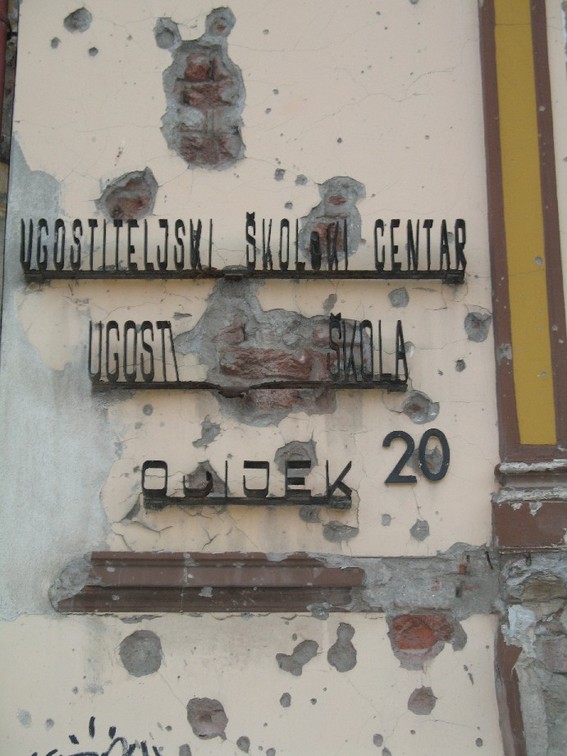 UGOSTITELJSKI ŠKOLSKI CENTAR
UGOSTI ŠKOLA
OSIJEK 20